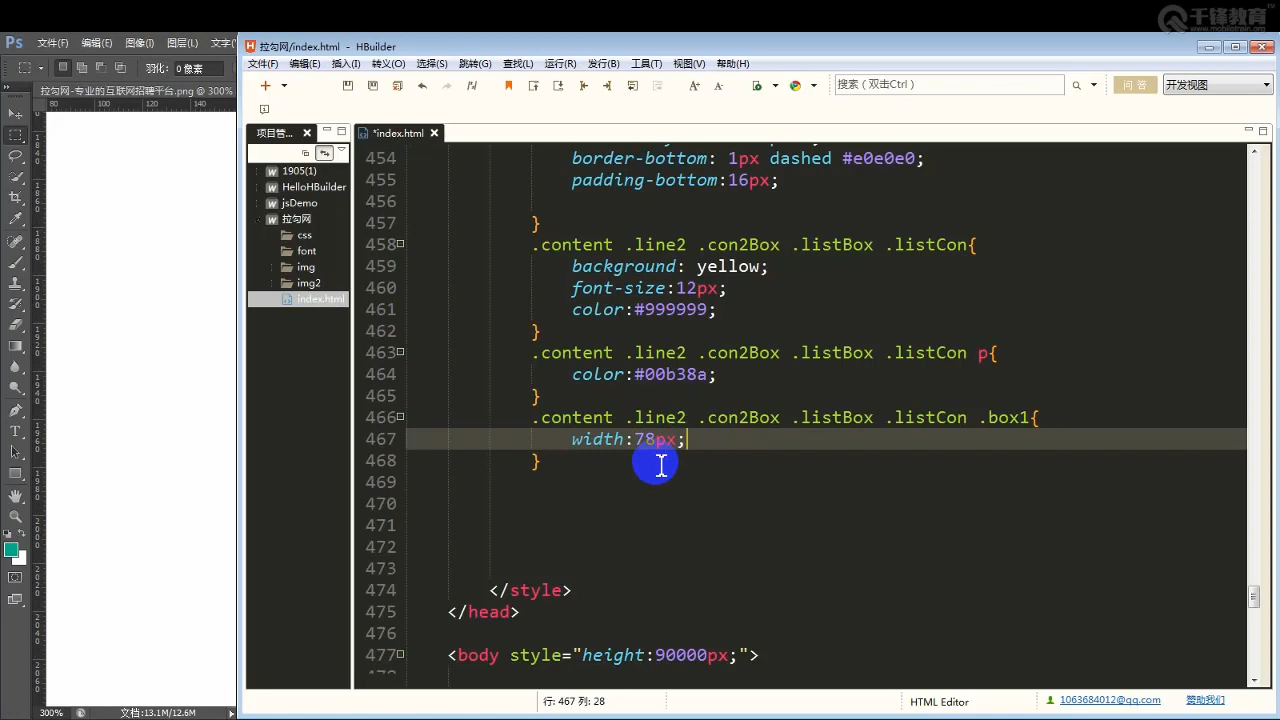 千锋教育
www.mobiletrain.org
Ps 文件(F) 编辑(E) 图像(I) 图层(L) 文字(
羽化: 0 像素
拉勾网-专业的互联网招聘平台.png @ 300%
80 100 120 140
拉勾网/index.html - HBuilder
文件(F) 编辑(E) 插入(I) 转义(O) 选择(S) 跳转(G) 查找(L) 运行(R) 发行(B) 工具(T) 视图(V) 帮助(H)
搜索 ( 双击Ctrl )
问 答
开发视图
项目管...
*index.html
1905(1)
HelloHBuilder
jsDemo
拉勾网
css
font
img
img2
index.html
454 border-bottom: 1px dashed #e0e0e0;
455 padding-bottom:16px;
456
457 }
458 .content .line2 .con2Box .listBox .listCon{
459 background: yellow;
460 font-size:12px;
461 color:#999999;
462 }
463 .content .line2 .con2Box .listBox .listCon p{
464 color:#00b38a;
465 }
466 .content .line2 .con2Box .listBox .listCon .box1{
467 width:78px;
468 }
469
470
471
472
473
474 </style>
475 </head>
476
477 <body style="height:90000px;">
300%
文档:13.1M/12.6M
行: 467 列: 28
HTML Editor
1063684012@qq.com
赞助我们